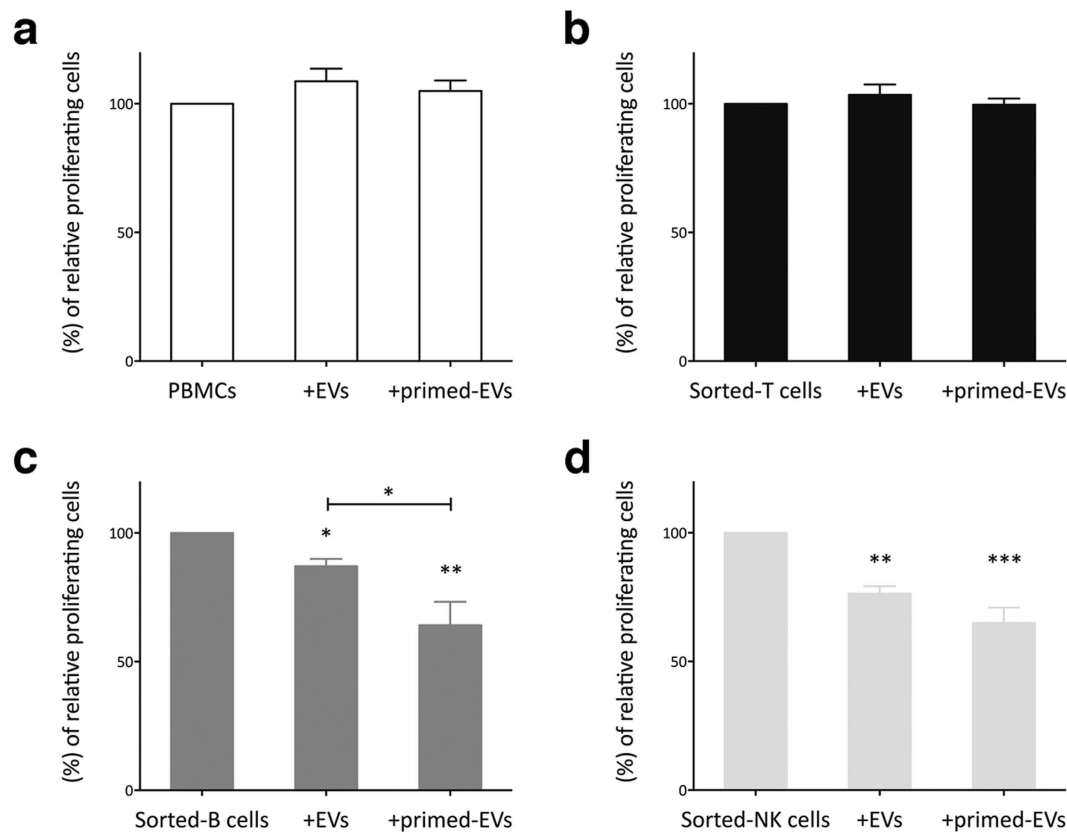 a
(%) of relative proliferating cells
100
50
0
PBMCs +EVs +primed-EVs
b
(%) of relative proliferating cells
100
50
0
Sorted-T cells +EVs +primed-EVs
c
(%) of relative proliferating cells
100
50
0
*
*
**
Sorted-B cells +EVs +primed-EVs
d
(%) of relative proliferating cells
100
50
0
** ***
Sorted-NK cells +EVs +primed-EVs